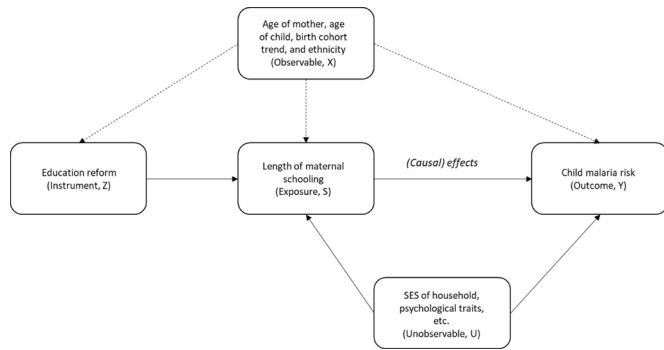 Age of mother, age
of child, birth cohort
trend, and ethnicity
(Observable, X)
Education reform
(Instrument, Z)
Length of maternal
schooling
(Exposure, S)
(Causal) effects
Child malaria risk
(Outcome, Y)
SES of household,
psychological traits,
etc.
(Unobservable, U)